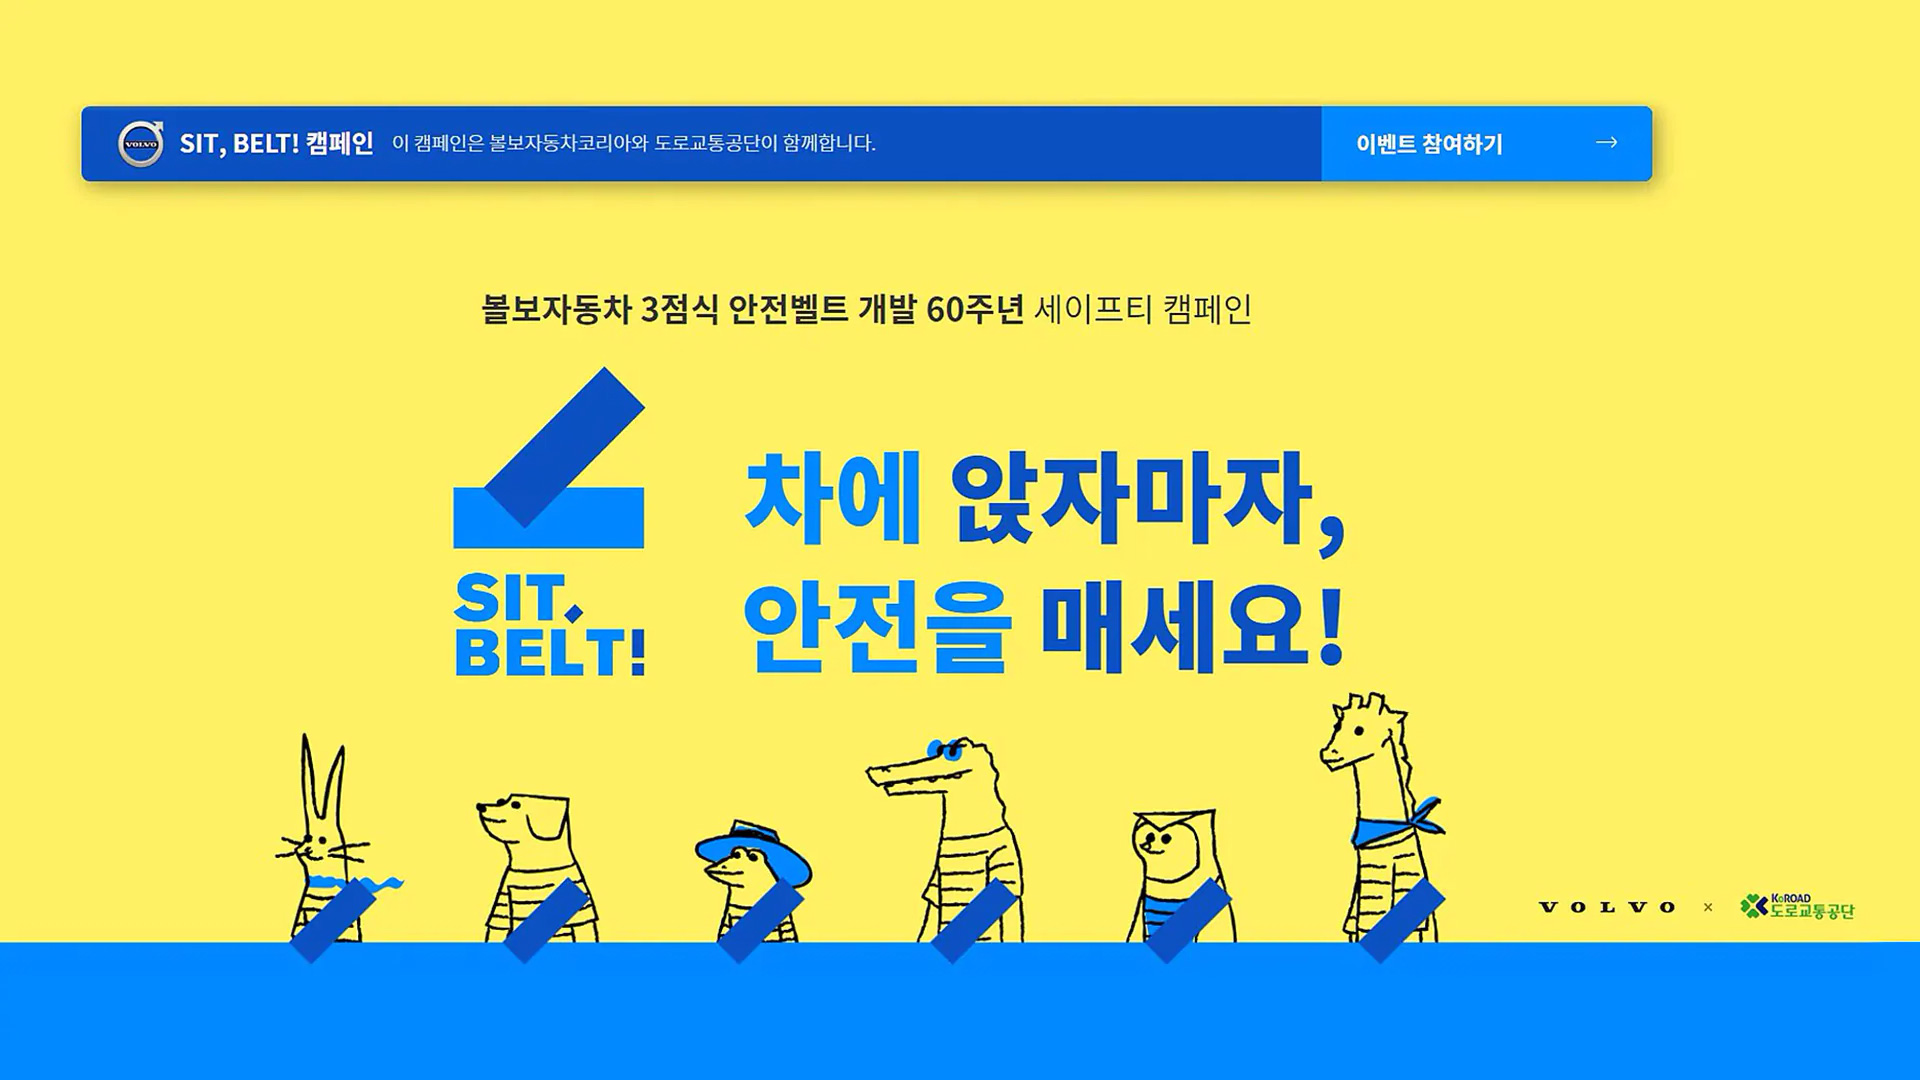 VOLVO
SIT, BELT! 캠페인 이 캠페인은 볼보자동차코리아와 도로교통공단이 함께합니다.
이벤트 참여하기 →
볼보자동차 3점식 안전벨트 개발 60주년 세이프티 캠페인
SIT,
BELT!
차에 앉자마자,
안전을 매세요!
VOLVO × KoROAD
도로교통공단